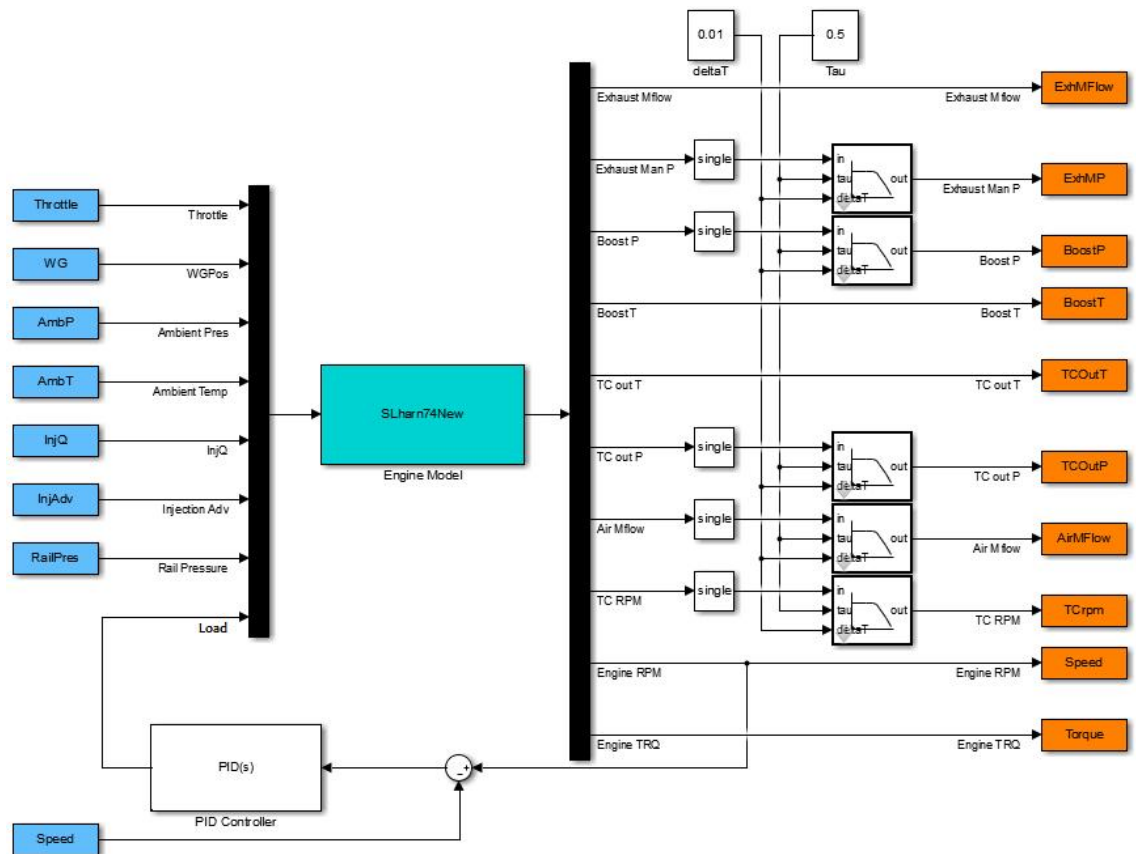 0.01
0.5
deltaT
Tau
Exhaust Mflow
Exhaust Mflow
ExhMFlow
single
in
tau
deltaT
out
Exhaust Man P
Exhaust Man P
ExhMP
Throttle
Throttle
single
in
tau
deltaT
out
Boost P
Boost P
BoostP
WG
WGPos
Boost T
Boost T
BoostT
AmbP
Ambient Pres
AmbT
Ambient Temp
SLharn74New
Engine Model
TC out T
TC out T
TCOutT
InjQ
InjQ
single
in
tau
deltaT
out
TC out P
TC out P
TCOutP
InjAdv
Injection Adv
single
in
tau
deltaT
out
Air Mflow
Air Mflow
AirMFlow
RailPres
Rail Pressure
single
in
tau
deltaT
out
TC RPM
TC RPM
TCrpm
Load
Engine RPM
Engine RPM
Speed
Engine TRQ
Engine TRQ
Torque
PID(s)
PID Controller
− +
Speed